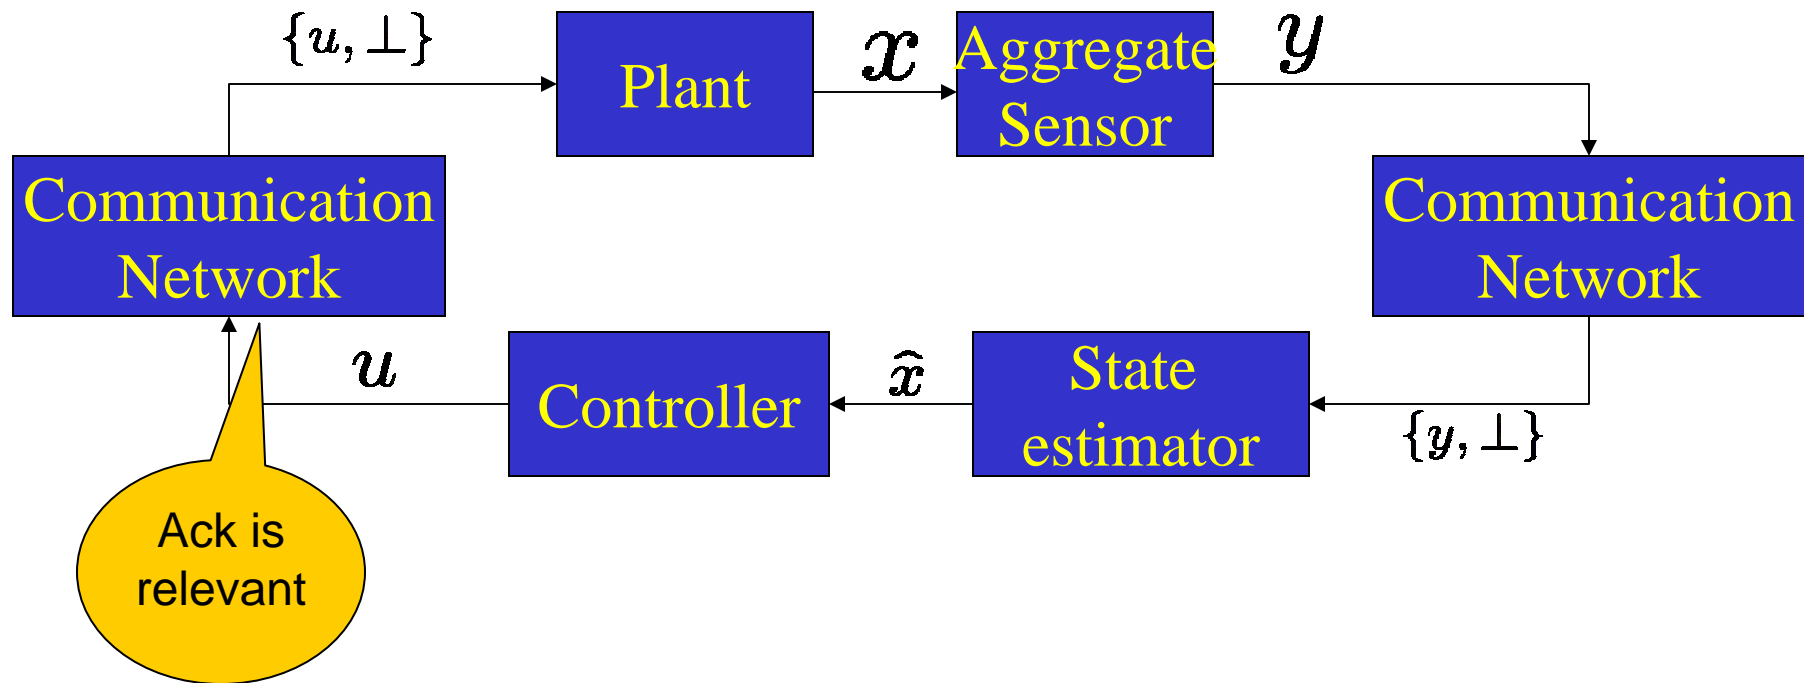 {u, ⊥}
Plant
x
Aggregate
Sensor
y
Communication
Network
Communication
Network
u
Controller
x̂
State
estimator
{y, ⊥}
Ack is
relevant